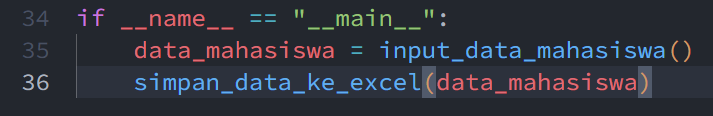 34 if __name__ == "__main__":
35     data_mahasiswa = input_data_mahasiswa()
36     simpan_data_ke_excel(data_mahasiswa)